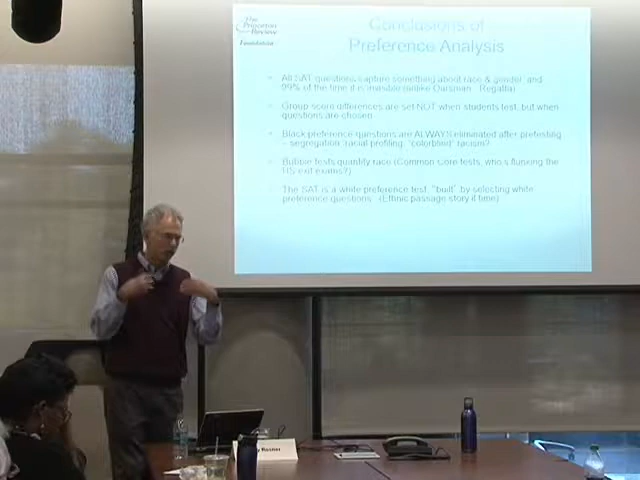 The
Princeton
Review
Foundation
Conclusions of
Preference Analysis
All SAT questions capture something about race & gender and
99% of the time it is invisible (unlike Oarsman - Regatta)
Group score differences are set NOT when students test, but when
questions are chosen
Black preference questions are ALWAYS eliminated after pretesting
– segregation, racial profiling, "colorblind" racism?
Bubble tests quantify race (Common Core tests, who's flunking the
HS exit exams?)
The SAT is a white preference test, "built" by selecting white
preference questions. (Ethnic passage story if time)
Rosner